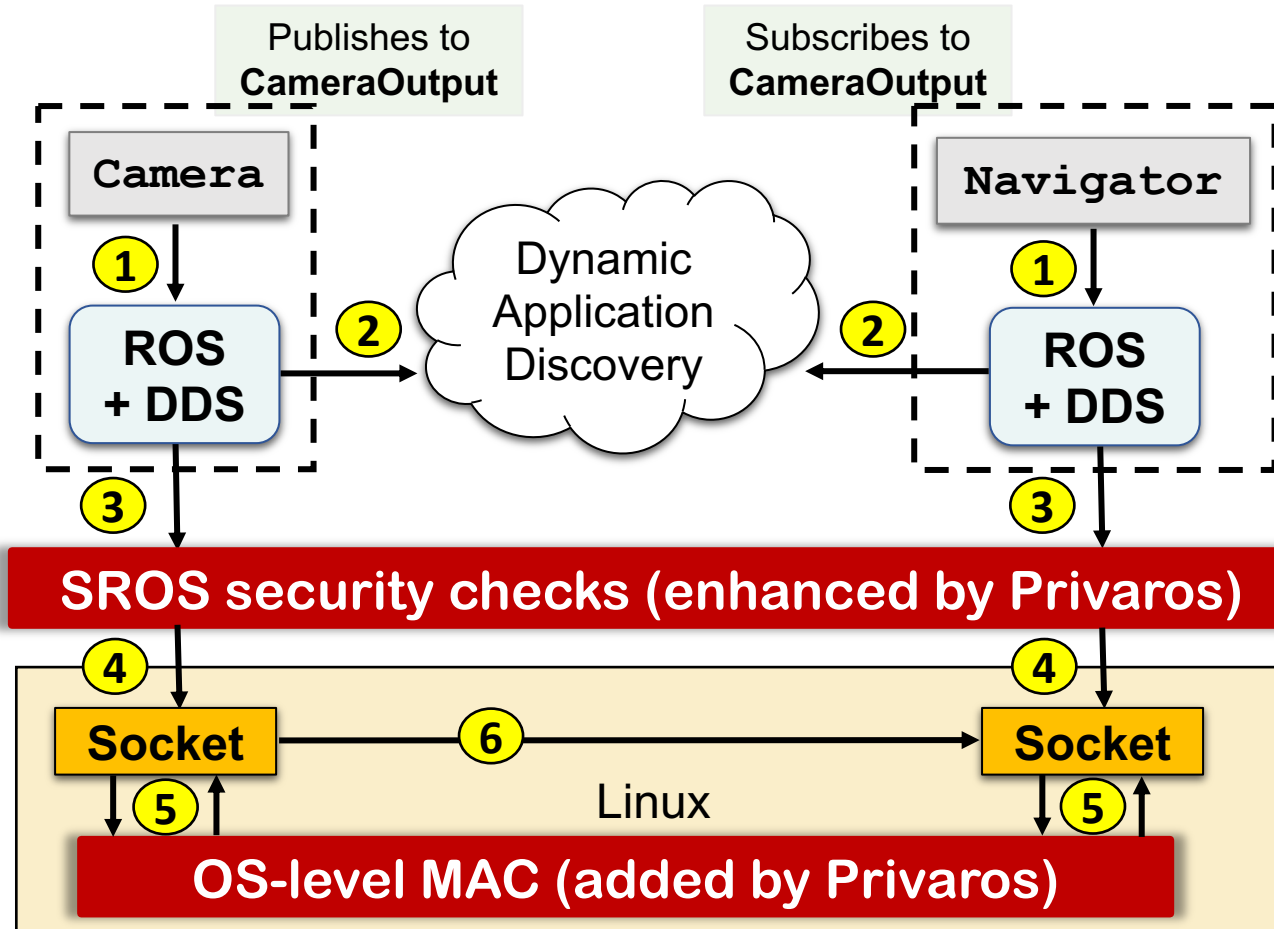 Publishes to
CameraOutput
Subscribes to
CameraOutput
Camera
Navigator
1
1
Dynamic
Application
Discovery
ROS
+ DDS
2
2
ROS
+ DDS
3
3
SROS security checks (enhanced by Privaros)
4
4
Socket
6
Socket
5
Linux
5
OS-level MAC (added by Privaros)